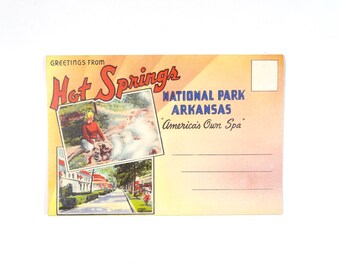 GREETINGS FROM
Hot Springs
NATIONAL PARK
ARKANSAS
"America's Own Spa"